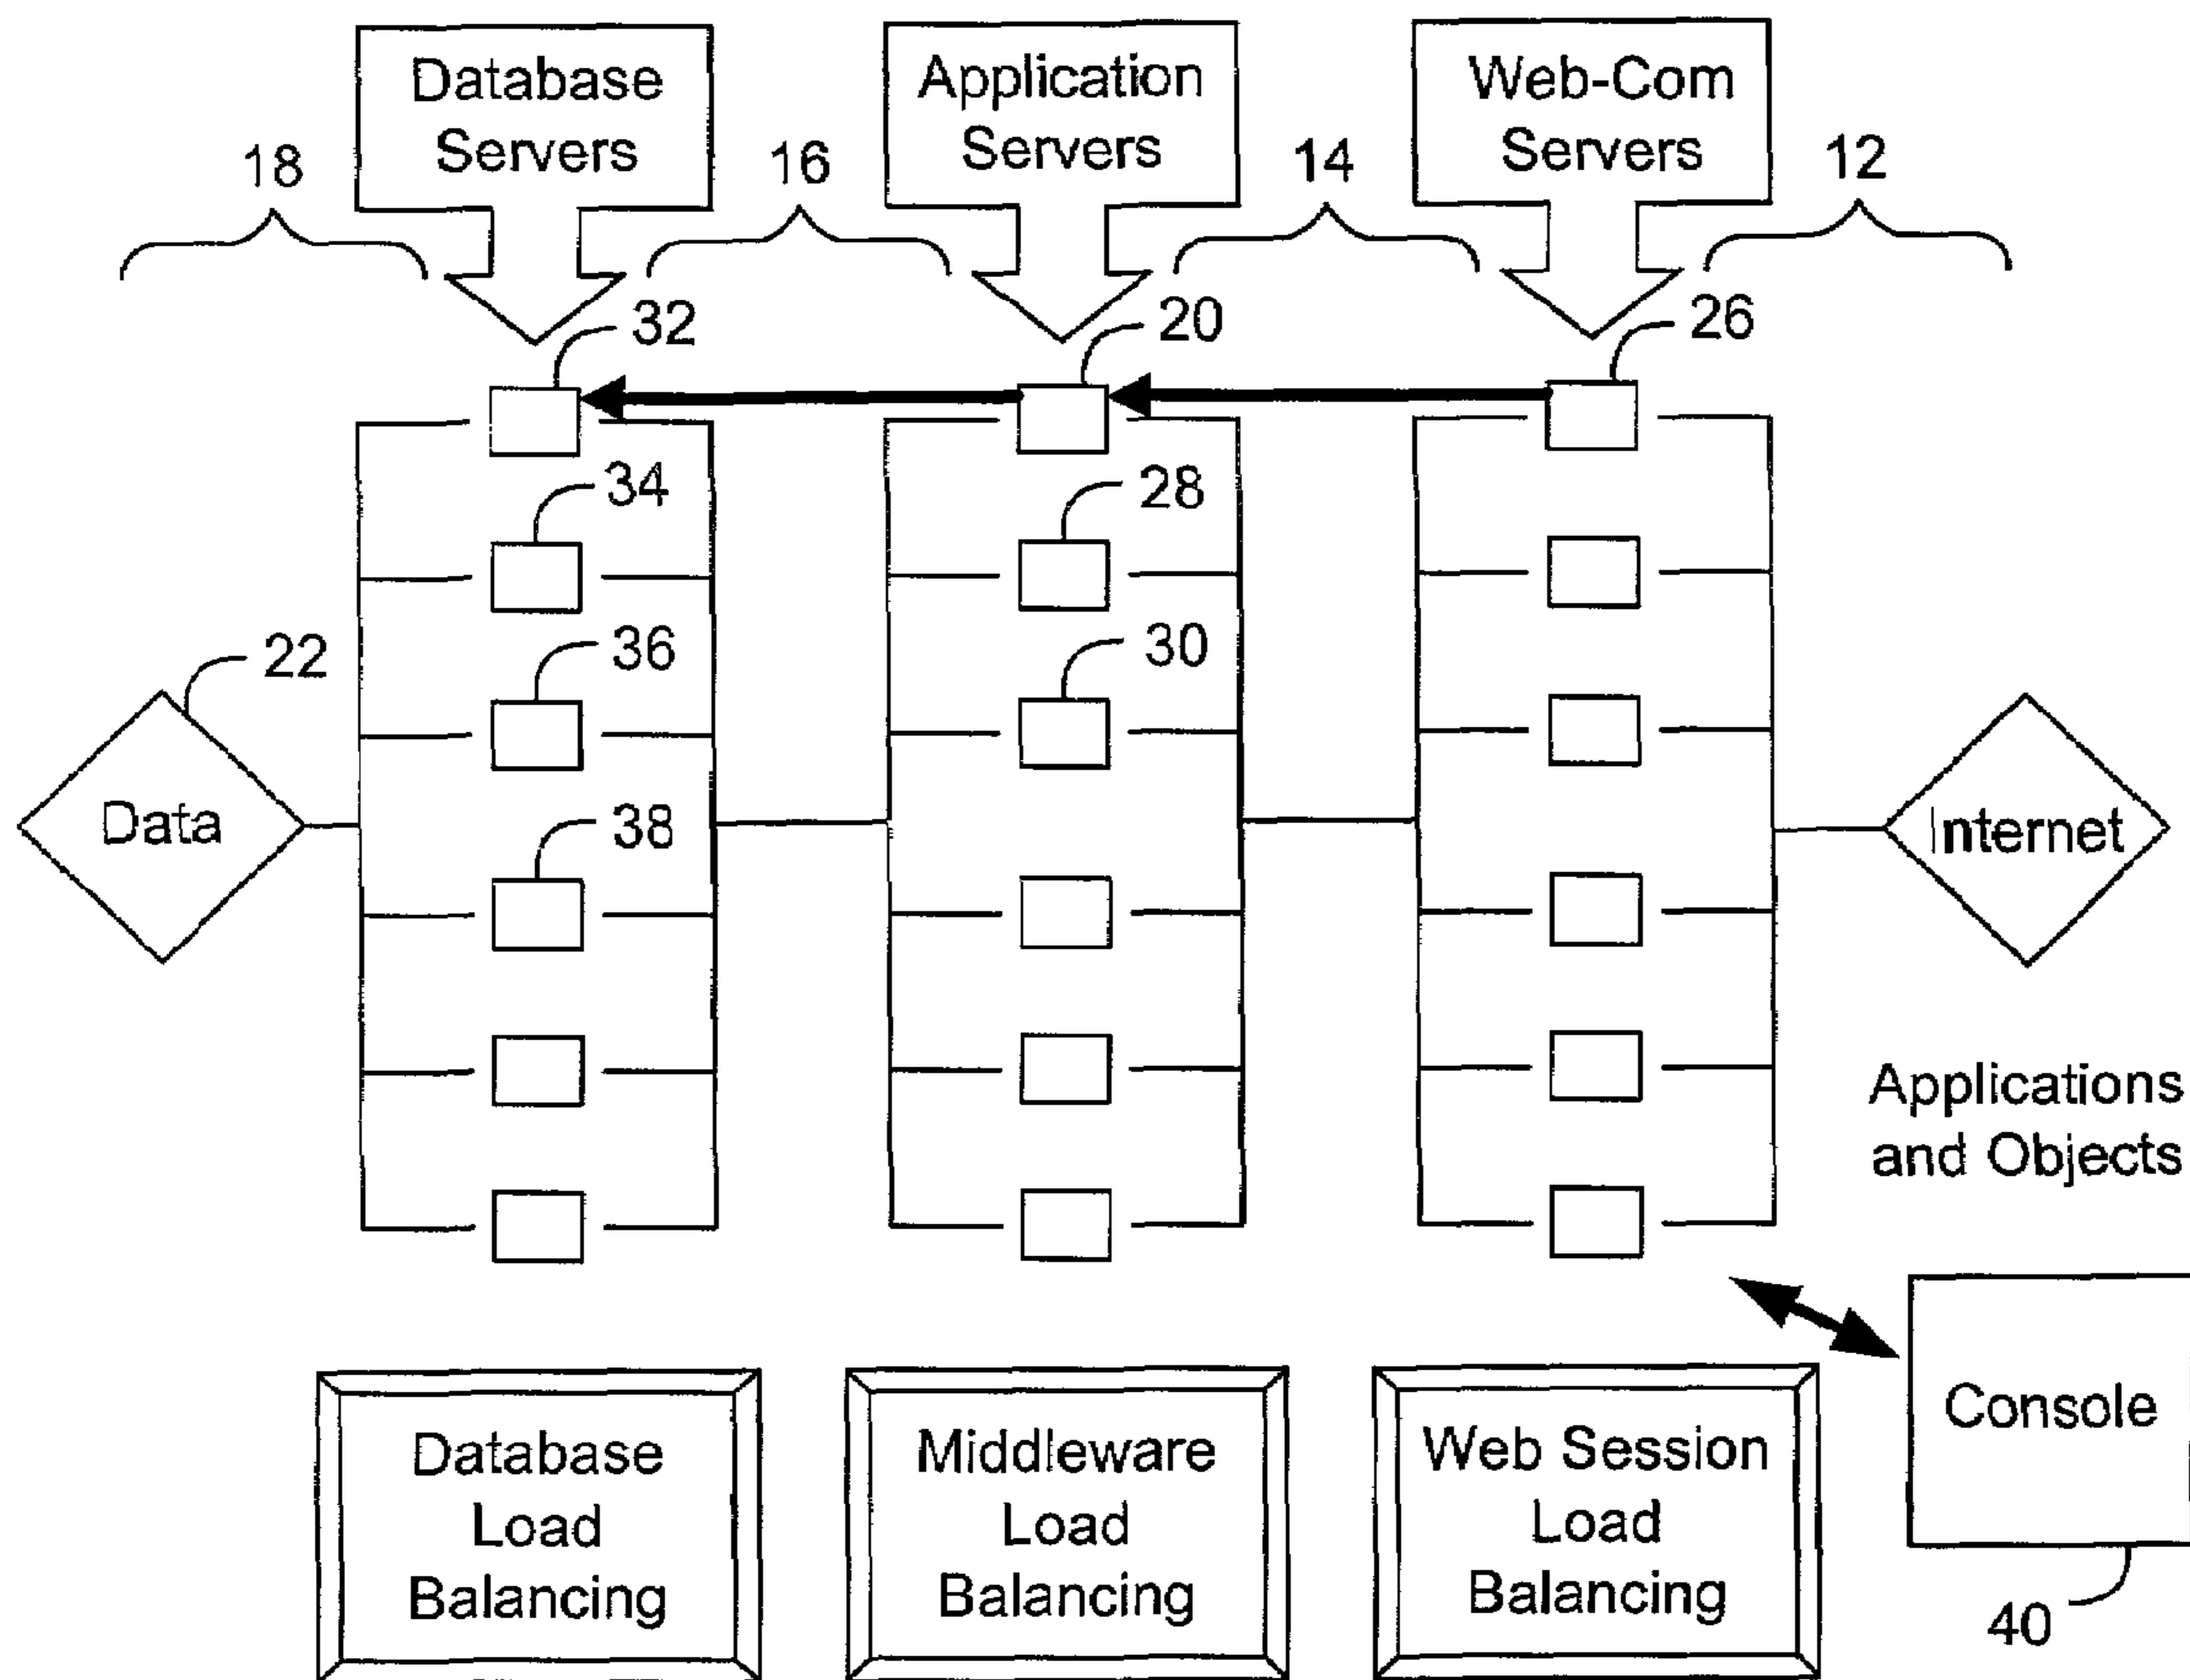 Database
Servers
Application
Servers
Web-Com
Servers
18
16
14
12
32
20
26
34
28
36
30
22
38
Data
Internet
Applications
and Objects
Console
Database
Load
Balancing
Middleware
Load
Balancing
Web Session
Load
Balancing
40